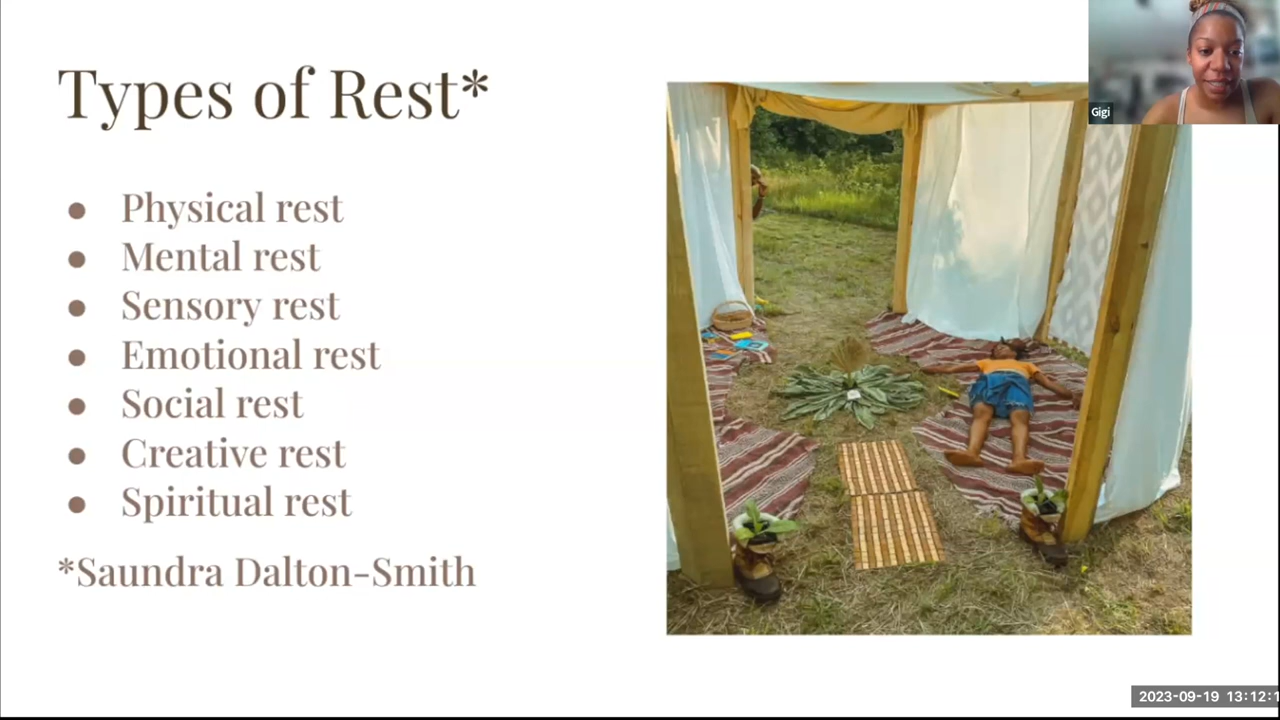 Types of Rest*
● Physical rest
● Mental rest
● Sensory rest
● Emotional rest
● Social rest
● Creative rest
● Spiritual rest
*Saundra Dalton-Smith
Gigi
2023-09-19 13:12:1